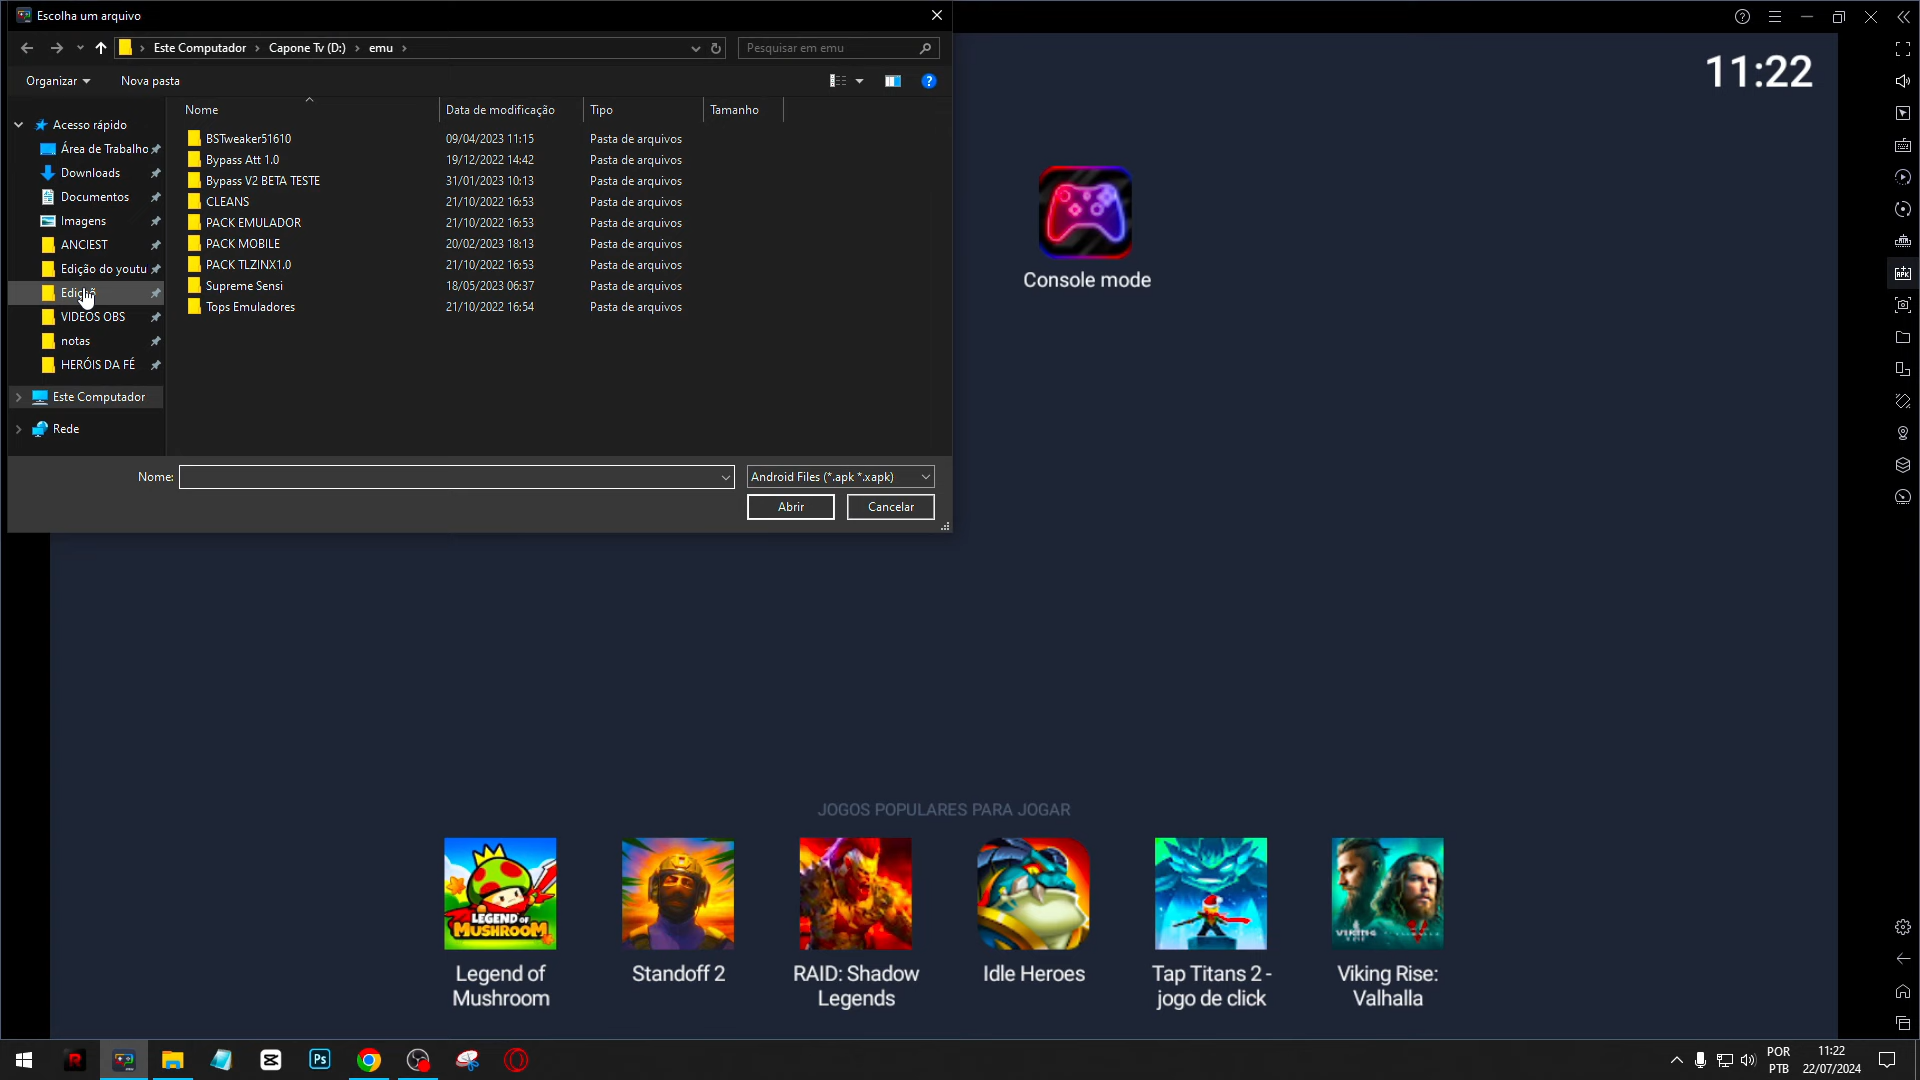 Escolha um arquivo
Este Computador > Capone Tv (D:) > emu >
Pesquisar em emu
Organizar
Nova pasta
Nome
Data de modificação
Tipo
Tamanho
Acesso rápido
Área de Trabalho
Downloads
Documentos
Imagens
ANCIEST
Edição do youtu
VIDEOS OBS
notas
HERÓIS DA FÉ
Este Computador
Rede
BSTweaker51610 09/04/2023 11:15 Pasta de arquivos
Bypass Att 1.0 19/12/2022 14:42 Pasta de arquivos
Bypass V2 BETA TESTE 31/01/2023 10:13 Pasta de arquivos
CLEANS 21/10/2022 16:53 Pasta de arquivos
PACK EMULADOR 21/10/2022 16:53 Pasta de arquivos
PACK MOBILE 20/02/2023 18:13 Pasta de arquivos
PACK TLZINX1.0 21/10/2022 16:53 Pasta de arquivos
Supreme Sensi 18/05/2023 06:37 Pasta de arquivos
Tops Emuladores 21/10/2022 16:54 Pasta de arquivos
Nome:
Android Files (*.apk *.xapk)
Abrir
Cancelar
11:22
Console mode
APK
JOGOS POPULARES PARA JOGAR
LEGEND OF
MUSHROOM
Legend of
Mushroom
Standoff 2
RAID: Shadow
Legends
Idle Heroes
Tap Titans 2 -
jogo de click
VIKING RISE
Viking Rise:
Valhalla
R
Ps
POR
PTB
11:22
22/07/2024